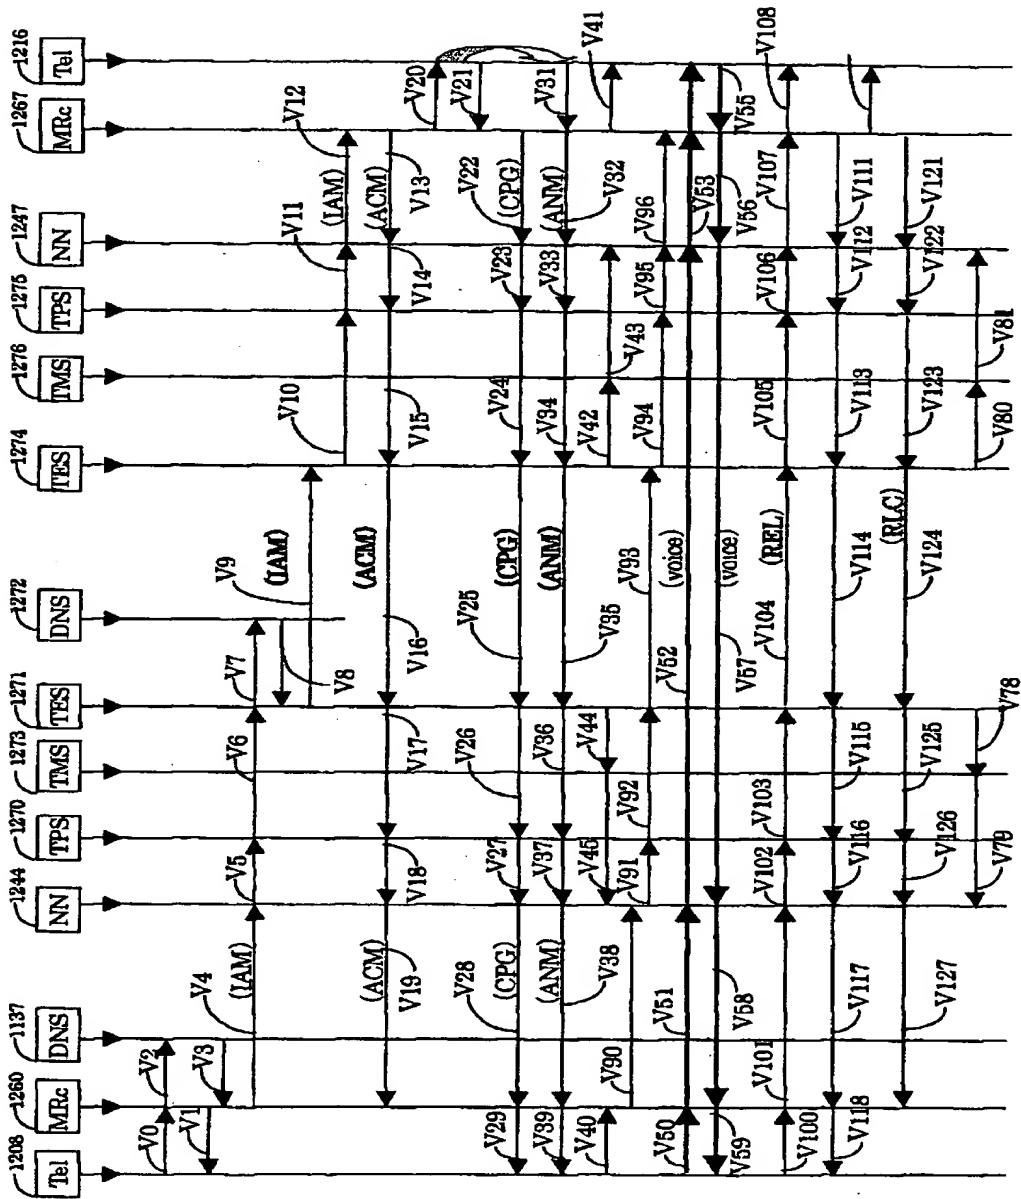 1208 1260 1137 1244 1270 1273 1271 1272 1274 1276 1275 1247 1267 1216
Tel MRc DNS NN TPS TMS TES DNS TES TMS TPS NN MRc Tel
V0 V2
V1 V3
V4 V5 V6 V7
(IAM)
V8
V9
(IAM)
V10 V11 V12
(IAM)
(ACM) (ACM) (ACM)
V19 V18 V17 V16 V15 V14 V13
V20
V21
V29 V28 V27 V26 V25 V24 V23 V22
(CPG) (CPG) (CPG)
V39 V38 V37 V36 V35 V34 V33 V32 V31
(ANM) (ANM) (ANM)
V40 V45 V44 V42 V43 V41
V90 V91 V92 V93 V94 V95 V96
V50 V51 V52 V53
(voice)
V59 V58 V57 V56 V55
(voice)
V100 V101 V102 V103 V104 V105 V106 V107 V108
(REL)
V118 V117 V116 V115 V114 V113 V112 V111
(RLC)
V127 V126 V125 V124 V123 V122 V121
V79 V78 V80 V81